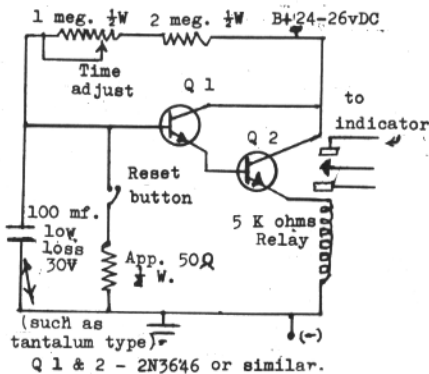 1 meg. ½W 2 meg. ½W B+ 24-26vDC
Time
adjust
Q 1
to
indicator
Q 2
Reset
button
100 mf.
low
loss
30V
5 K ohms
Relay
App. 50Ω
½ W.
(such as
tantalum type)
(-)
Q 1 & 2 - 2N3646 or similar.